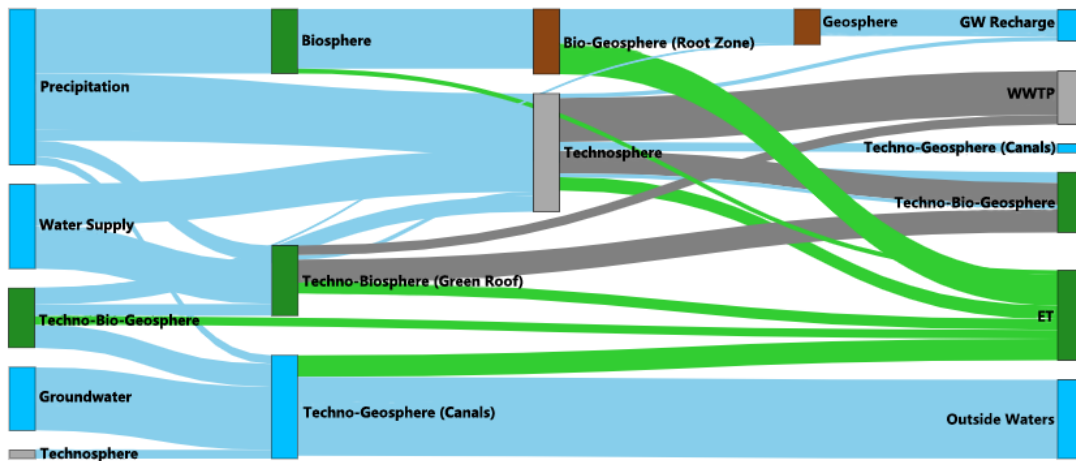 Biosphere
Bio-Geosphere (Root Zone)
Geosphere
GW Recharge
Precipitation
WWTP
Technosphere
Techno-Geosphere (Canals)
Techno-Bio-Geosphere
Water Supply
Techno-Biosphere (Green Roof)
Techno-Bio-Geosphere
ET
Groundwater
Techno-Geosphere (Canals)
Outside Waters
Technosphere